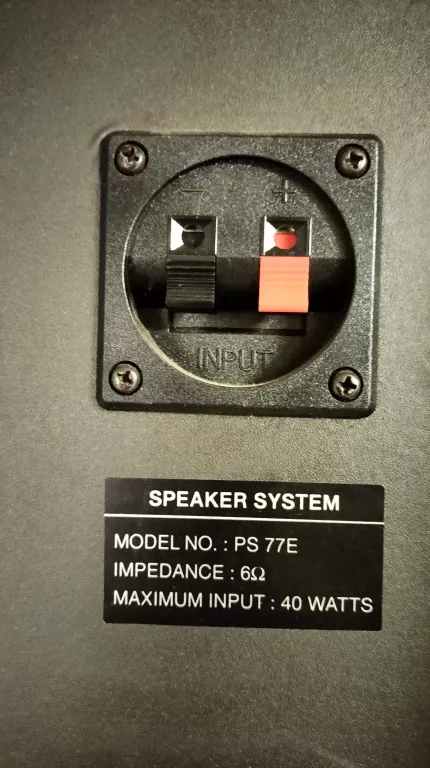 - +
INPUT
SPEAKER SYSTEM
MODEL NO. : PS 77E
IMPEDANCE : 6Ω
MAXIMUM INPUT : 40 WATTS